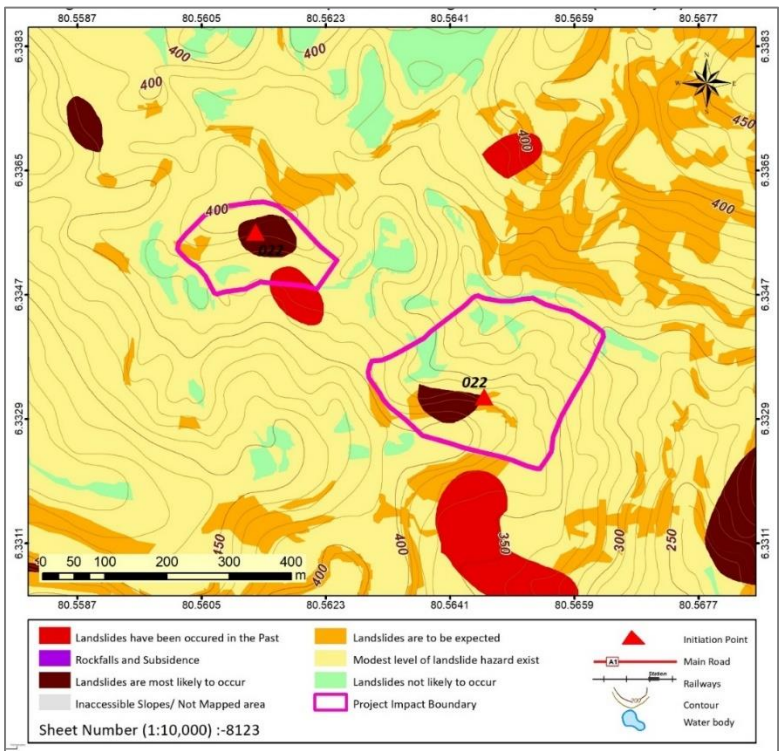 80.5587 80.5605 80.5623 80.5641 80.5659 80.5677
6.3383 6.3383
400 400
400 450
400
6.3365 6.3365
400
400
022
6.3347 6.3347
022
6.3329 6.3329
6.3311 6.3311
150 400 350 300 250
400
0 50 100 200 300 400
m
80.5587 80.5605 80.5623 80.5641 80.5659 80.5677
Landslides have been occured in the Past
Rockfalls and Subsidence
Landslides are most likely to occur
Inaccessible Slopes/ Not Mapped area
Sheet Number (1:10,000) :-8123
Landslides are to be expected
Modest level of landslide hazard exist
Landslides not likely to occur
Project Impact Boundary
Initiation Point
A1 Main Road
Station Railways
200 Contour
Water body